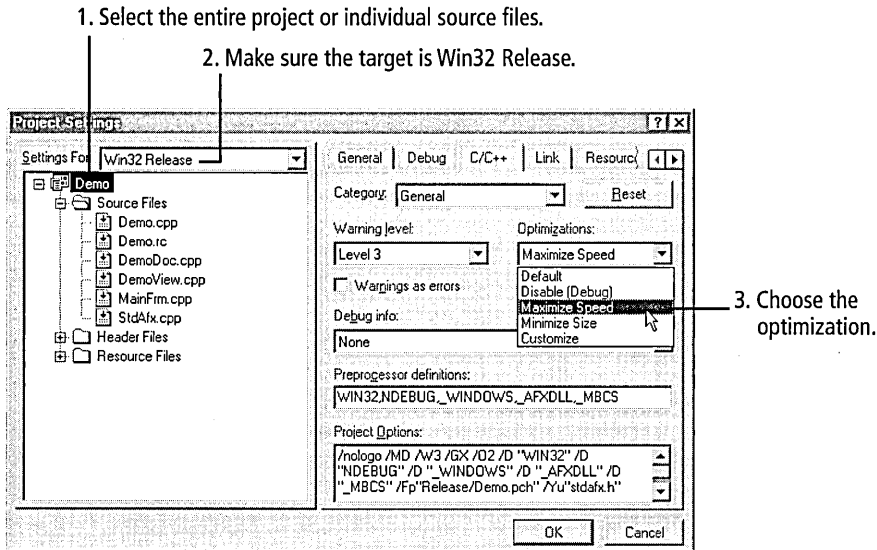 1. Select the entire project or individual source files.
2. Make sure the target is Win32 Release.
Project Settings
Settings For: Win32 Release
Demo
Source Files
Demo.cpp
Demo.rc
DemoDoc.cpp
DemoView.cpp
MainFrm.cpp
StdAfx.cpp
Header Files
Resource Files
General Debug C/C++ Link Resourc
Category: General Reset
Warning level: Optimizations:
Level 3 Maximize Speed
Default
Disable (Debug)
Maximize Speed
Minimize Size
Customize
Warnings as errors
Debug info:
None
3. Choose the
optimization.
Preprocessor definitions:
WIN32,NDEBUG,_WINDOWS,_AFXDLL,_MBCS
Project Options:
/nologo /MD /W3 /GX /O2 /D "WIN32" /D
"NDEBUG" /D "_WINDOWS" /D "_AFXDLL" /D
"_MBCS" /Fp"Release/Demo.pch" /Yu"stdafx.h"
OK Cancel